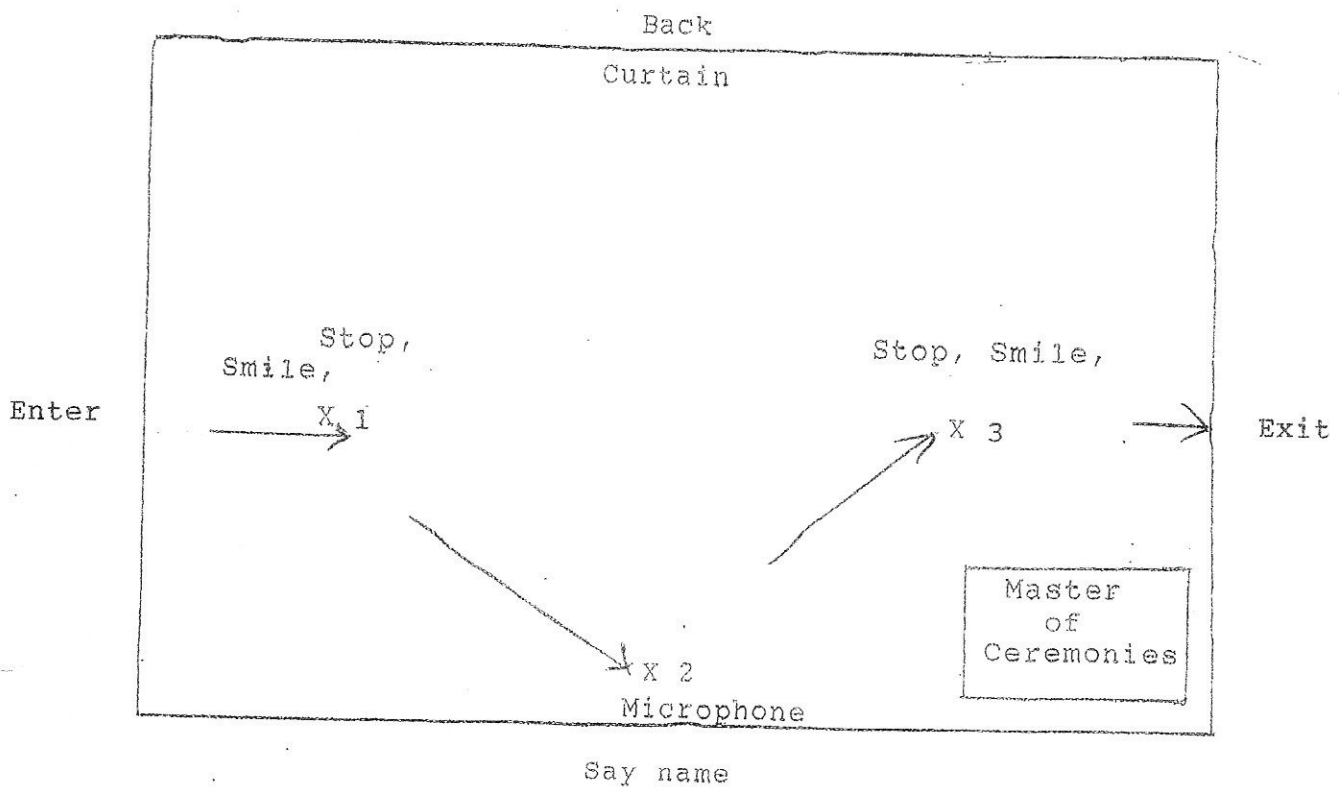 Back
Curtain
Stop,
Smile,
Stop, Smile,
Enter
X 1
X 3
Exit
Master
of
Ceremonies
X 2
Microphone
Say name